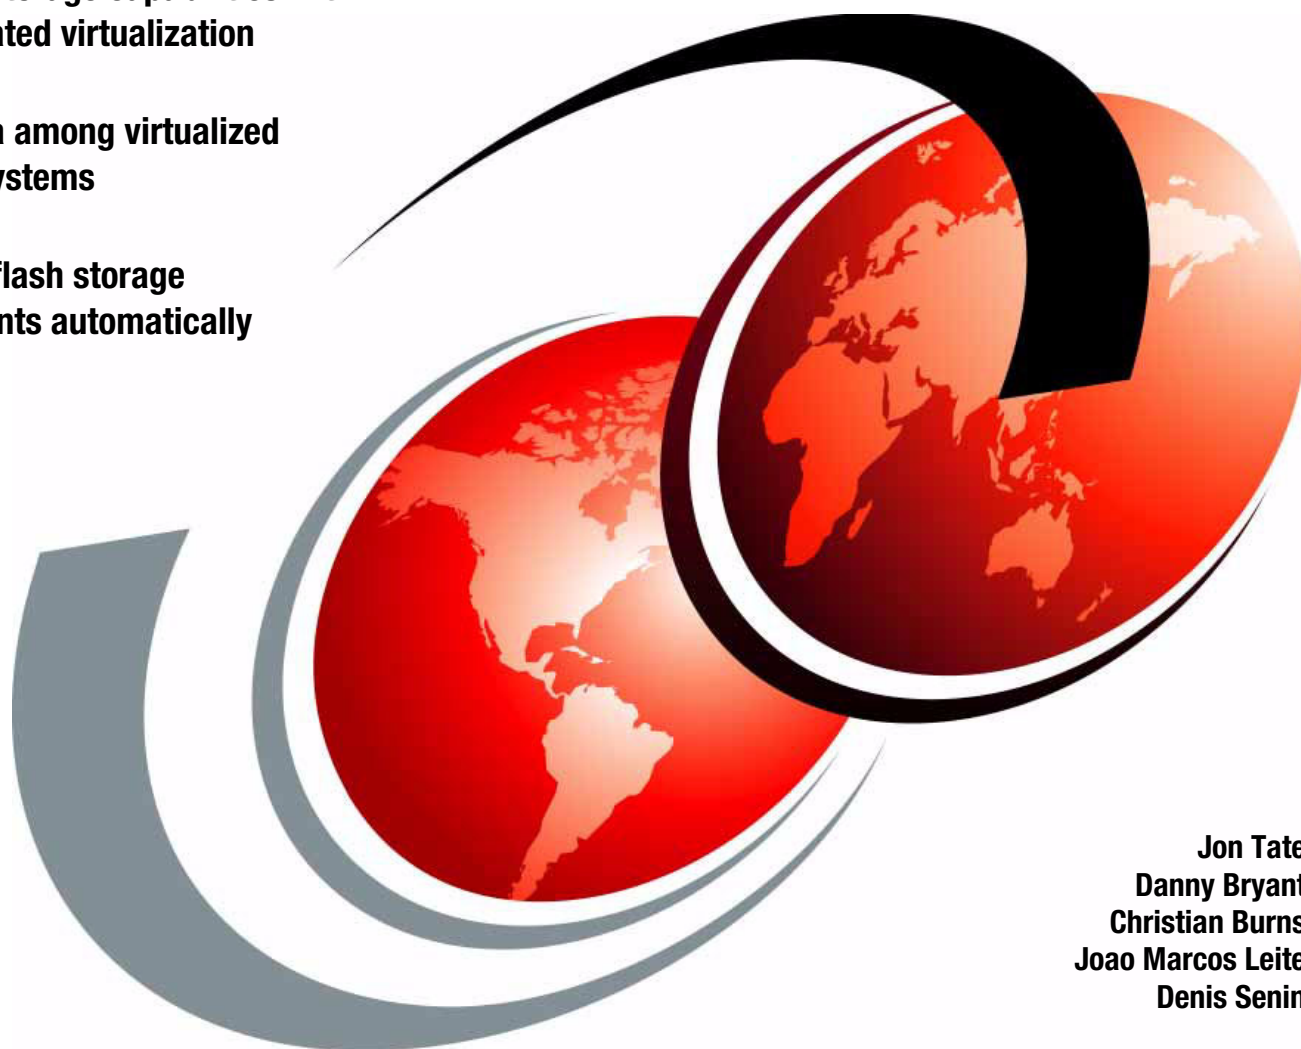 ated virtualization
among virtualized
ystems
flash storage
nts automatically
Jon Tate
Danny Bryant
Christian Burns
Joao Marcos Leite
Denis Senin